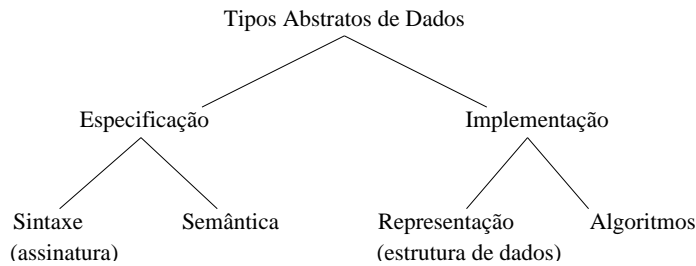 Tipos Abstratos de Dados
Especificação Implementação
Sintaxe Semântica Representação Algoritmos
(assinatura) (estrutura de dados)